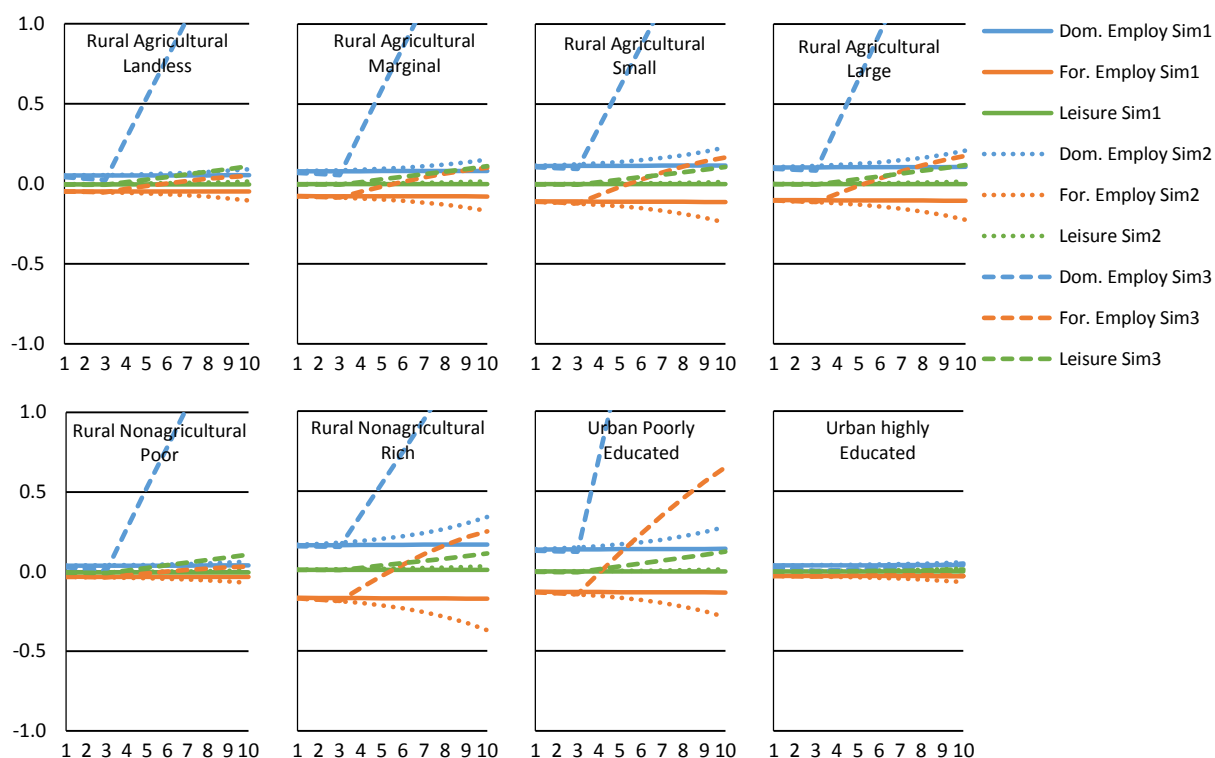 1.0
0.5
0.0
-0.5
-1.0
Rural Agricultural
Landless
1 2 3 4 5 6 7 8 9 10
Rural Agricultural
Marginal
1 2 3 4 5 6 7 8 9 10
Rural Agricultural
Small
1 2 3 4 5 6 7 8 9 10
Rural Agricultural
Large
1 2 3 4 5 6 7 8 9 10
Dom. Employ Sim1
For. Employ Sim1
Leisure Sim1
Dom. Employ Sim2
For. Employ Sim2
Leisure Sim2
Dom. Employ Sim3
For. Employ Sim3
Leisure Sim3
1.0
0.5
0.0
-0.5
-1.0
Rural Nonagricultural
Poor
1 2 3 4 5 6 7 8 9 10
Rural Nonagricultural
Rich
1 2 3 4 5 6 7 8 9 10
Urban Poorly
Educated
1 2 3 4 5 6 7 8 9 10
Urban highly
Educated
1 2 3 4 5 6 7 8 9 10